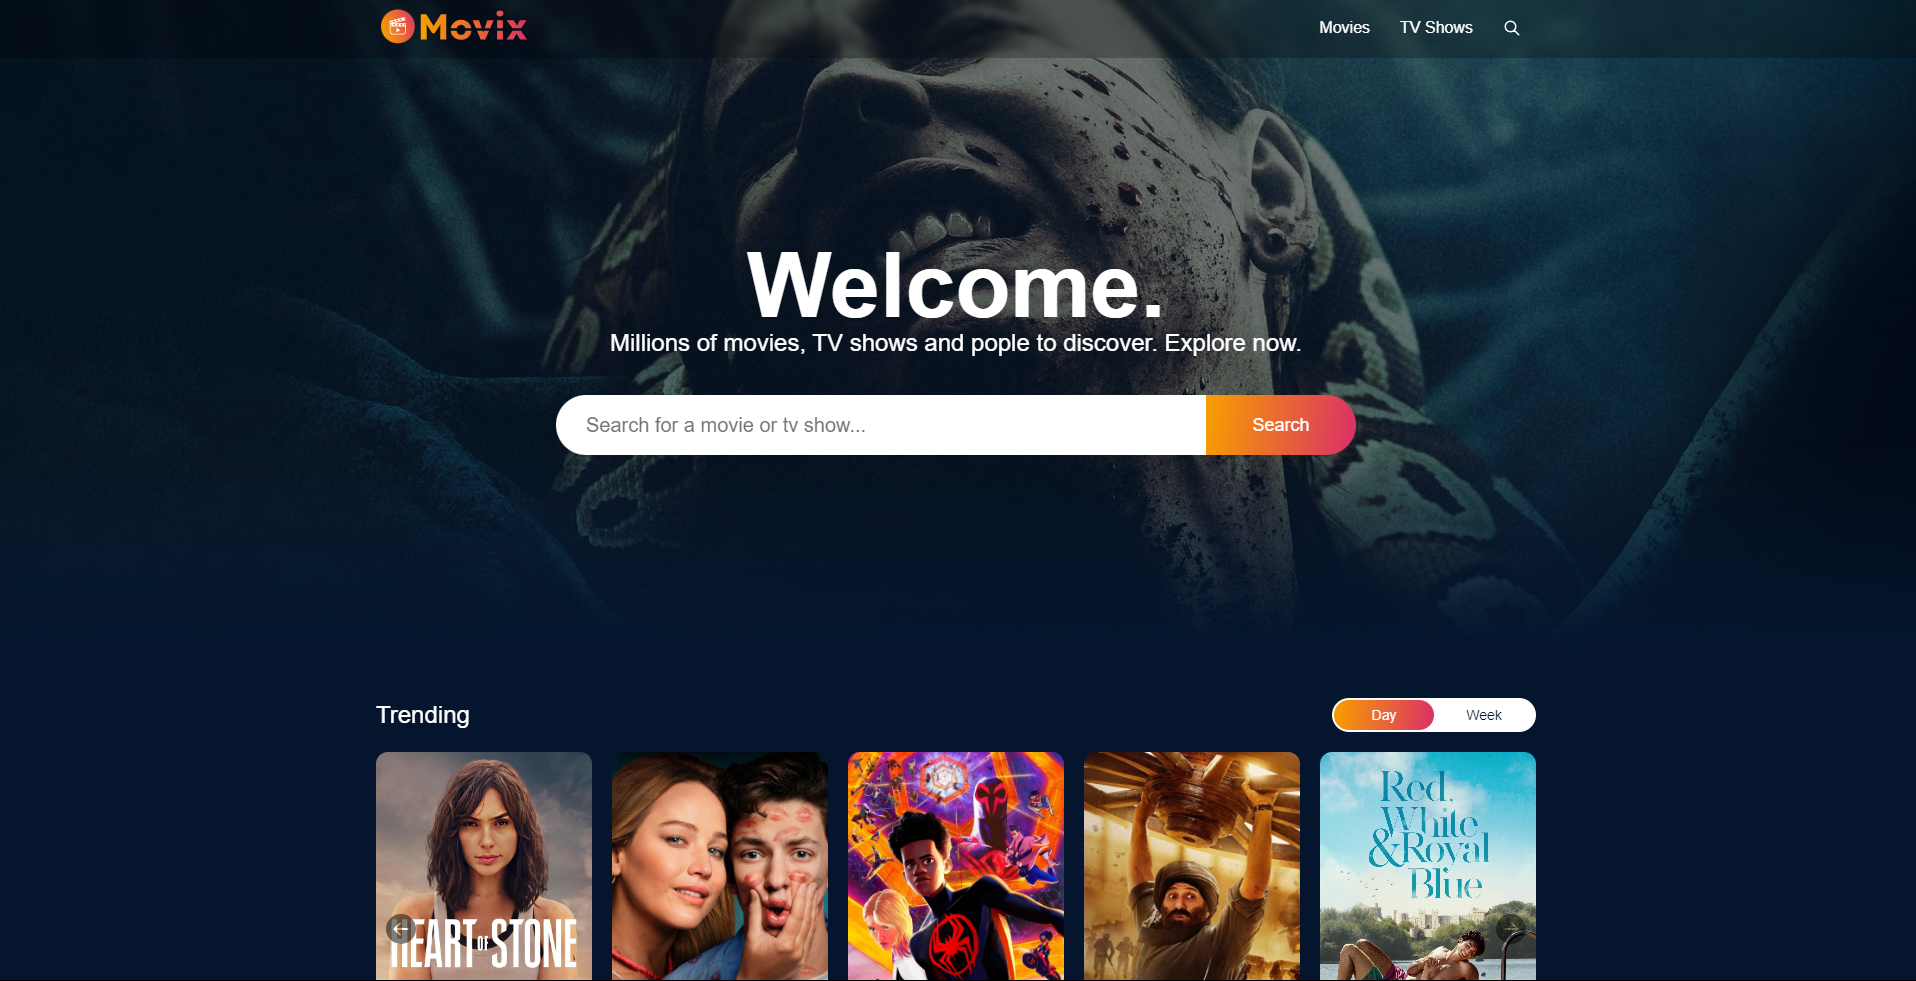 Movix
Movies
TV Shows
Welcome.
Millions of movies, TV shows and pople to discover. Explore now.
Search for a movie or tv show...
Search
Trending
Day
Week
HEART OF STONE
Red,
White
&Royal
Blue